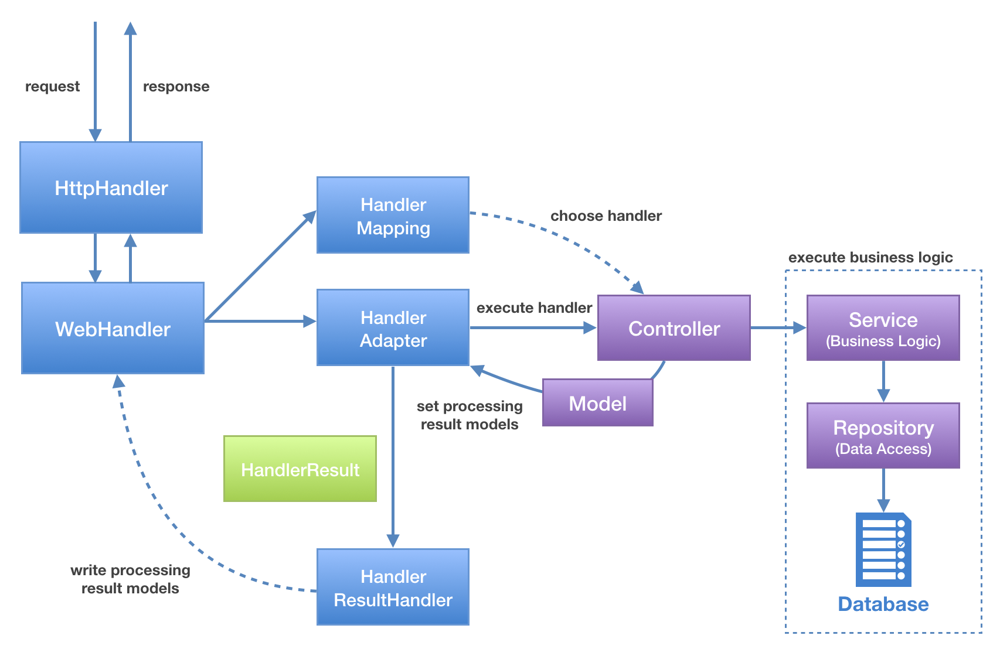 request
response
HttpHandler
WebHandler
Handler
Mapping
choose handler
Handler
Adapter
execute handler
Controller
execute business logic
Service
(Business Logic)
Repository
(Data Access)
Database
Model
set processing
result models
HandlerResult
Handler
ResultHandler
write processing
result models